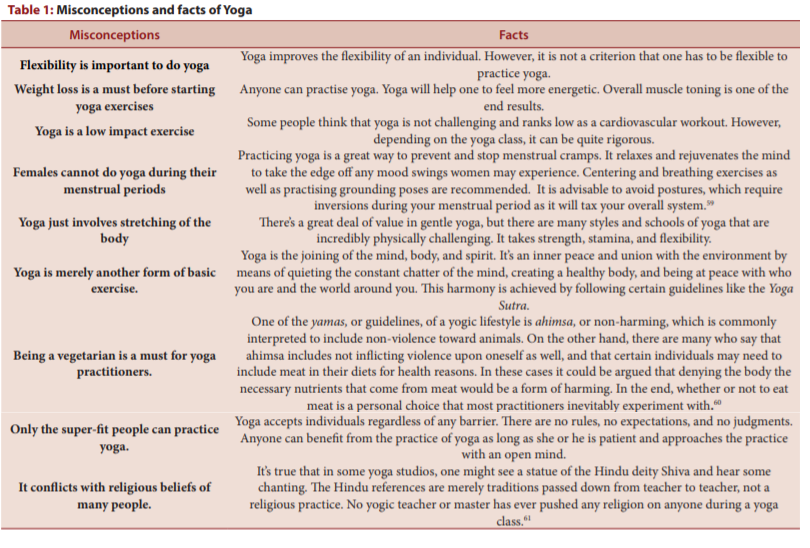 Table 1: Misconceptions and facts of Yoga
Misconceptions Facts
Flexibility is important to do yoga
Yoga improves the flexibility of an individual. However, it is not a criterion that one has to be flexible to
practice yoga.
Weight loss is a must before starting
yoga exercises
Anyone can practise yoga. Yoga will help one to feel more energetic. Overall muscle toning is one of the
end results.
Yoga is a low impact exercise
Some people think that yoga is not challenging and ranks low as a cardiovascular workout. However,
depending on the yoga class, it can be quite rigorous.
Females cannot do yoga during their
menstrual periods
Practicing yoga is a great way to prevent and stop menstrual cramps. It relaxes and rejuvenates the mind
to take the edge off any mood swings women may experience. Centering and breathing exercises as
well as practising grounding poses are recommended. It is advisable to avoid postures, which require
inversions during your menstrual period as it will tax your overall system.⁵⁹
Yoga just involves stretching of the
body
There's a great deal of value in gentle yoga, but there are many styles and schools of yoga that are
incredibly physically challenging. It takes strength, stamina, and flexibility.
Yoga is merely another form of basic
exercise.
Yoga is the joining of the mind, body, and spirit. It's an inner peace and union with the environment by
means of quieting the constant chatter of the mind, creating a healthy body, and being at peace with who
you are and the world around you. This harmony is achieved by following certain guidelines like the Yoga
Sutra.
Being a vegetarian is a must for yoga
practitioners.
One of the yamas, or guidelines, of a yogic lifestyle is ahimsa, or non-harming, which is commonly
interpreted to include non-violence toward animals. On the other hand, there are many who say that
ahimsa includes not inflicting violence upon oneself as well, and that certain individuals may need to
include meat in their diets for health reasons. In these cases it could be argued that denying the body the
necessary nutrients that come from meat would be a form of harming. In the end, whether or not to eat
meat is a personal choice that most practitioners inevitably experiment with.⁶⁰
Only the super-fit people can practice
yoga.
Yoga accepts individuals regardless of any barrier. There are no rules, no expectations, and no judgments.
Anyone can benefit from the practice of yoga as long as she or he is patient and approaches the practice
with an open mind.
It conflicts with religious beliefs of
many people.
It's true that in some yoga studios, one might see a statue of the Hindu deity Shiva and hear some
chanting. The Hindu references are merely traditions passed down from teacher to teacher, not a
religious practice. No yogic teacher or master has ever pushed any religion on anyone during a yoga
class.⁶¹